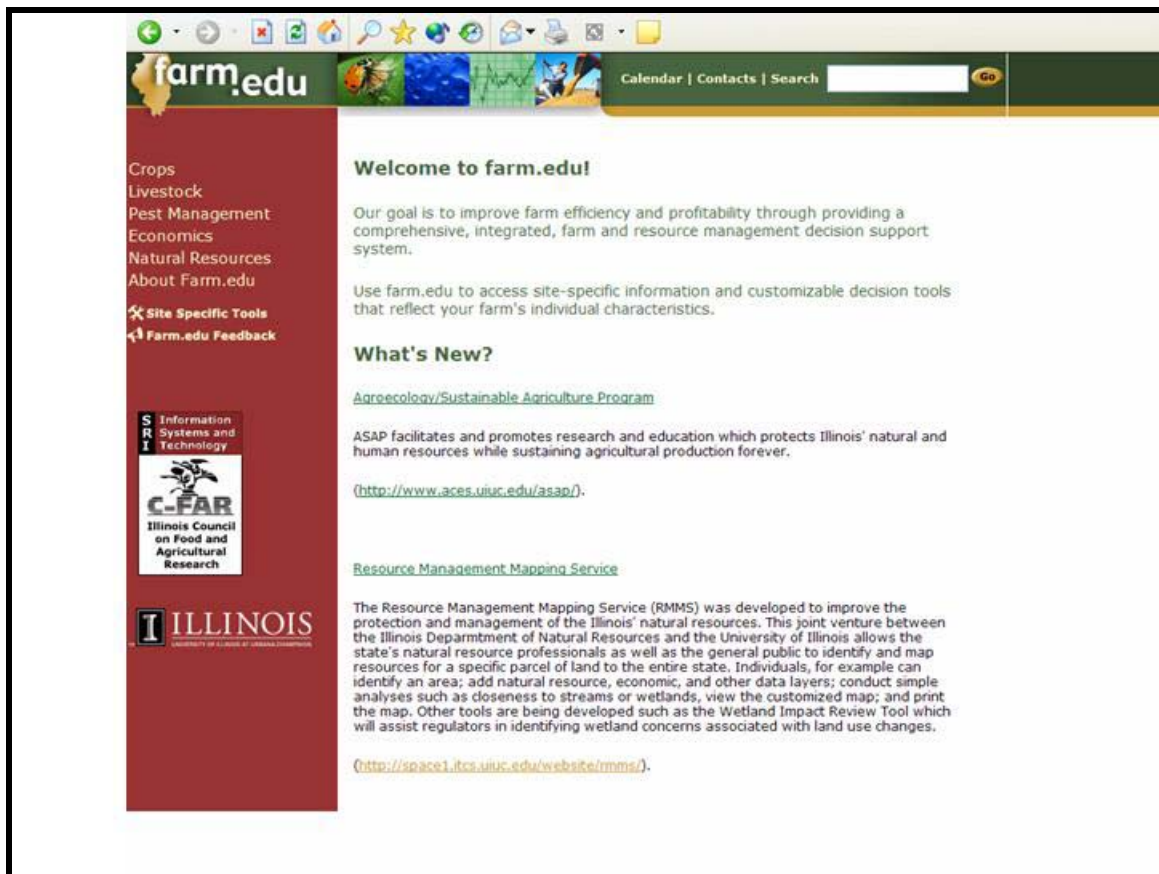 farm.edu
Calendar | Contacts | Search
Go
Crops
Livestock
Pest Management
Economics
Natural Resources
About Farm.edu
Site Specific Tools
Farm.edu Feedback
S Information
R Systems and
I Technology
C-FAR
Illinois Council
on Food and
Agricultural
Research
I ILLINOIS
UNIVERSITY OF ILLINOIS AT URBANA-CHAMPAIGN
Welcome to farm.edu!
Our goal is to improve farm efficiency and profitability through providing a
comprehensive, integrated, farm and resource management decision support
system.
Use farm.edu to access site-specific information and customizable decision tools
that reflect your farm's individual characteristics.
What's New?
Agroecology/Sustainable Agriculture Program
ASAP facilitates and promotes research and education which protects Illinois' natural and
human resources while sustaining agricultural production forever.
(http://www.aces.uiuc.edu/asap/).
Resource Management Mapping Service
The Resource Management Mapping Service (RMMS) was developed to improve the
protection and management of the Illinois' natural resources. This joint venture between
the Illinois Deparmtment of Natural Resources and the University of Illinois allows the
state's natural resource professionals as well as the general public to identify and map
resources for a specific parcel of land to the entire state. Individuals, for example can
identify an area; add natural resource, economic, and other data layers; conduct simple
analyses such as closeness to streams or wetlands, view the customized map; and print
the map. Other tools are being developed such as the Wetland Impact Review Tool which
will assist regulators in identifying wetland concerns associated with land use changes.
(http://space1.itcs.uiuc.edu/website/rmms/).